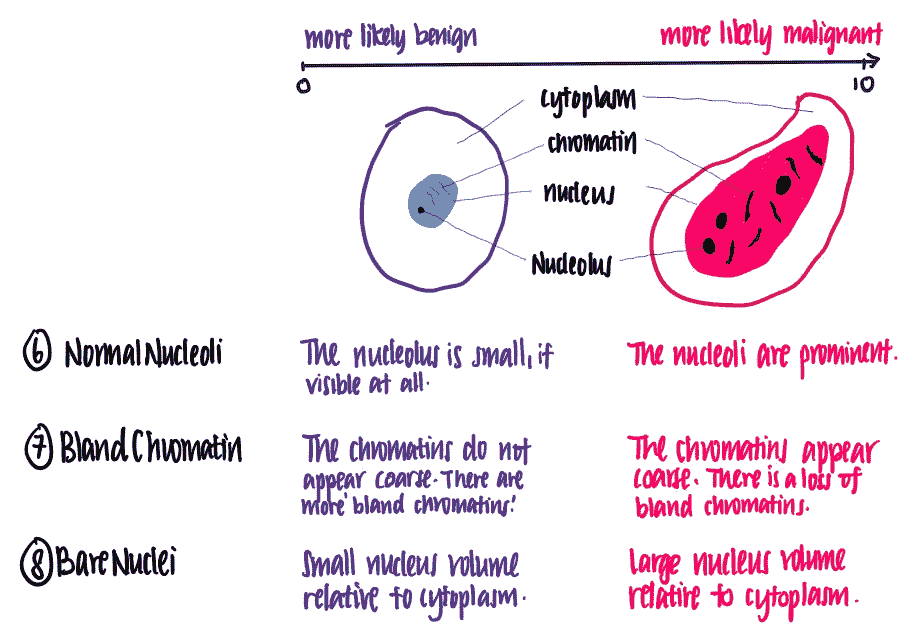 more likely benign
more likely malignant
0
10
cytoplasm
chromatin
nucleus
Nucleolus
6 Normal Nucleoli
The nucleolus is small, if
visible at all.
The nucleoli are prominent.
7 Bland Chromatin
The chromatins do not
appear coarse. There are
more 'bland chromatins'.
The chromatins appear
coarse. There is a loss of
bland chromatins.
8 Bare Nuclei
Small nucleus volume
relative to cytoplasm.
Large nucleus volume
relative to cytoplasm.